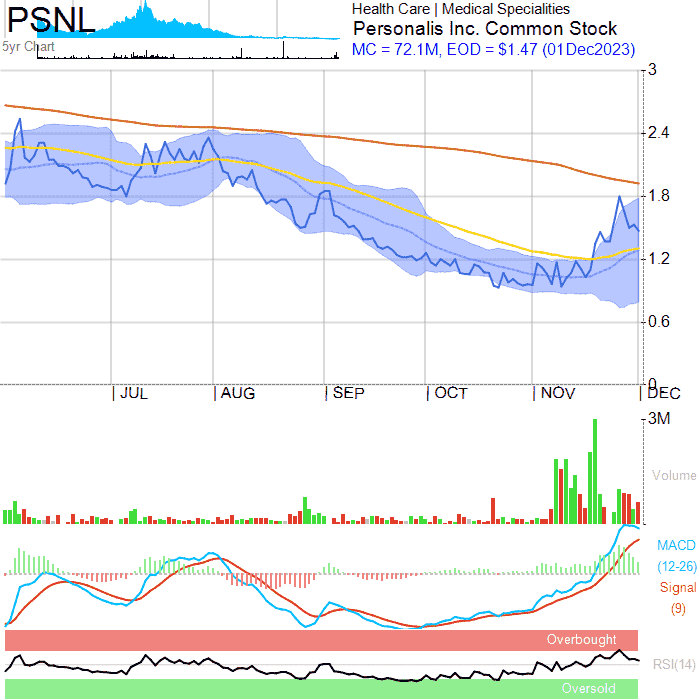 PSNL
5yr Chart
Health Care | Medical Specialities
Personalis Inc. Common Stock
MC = 72.1M, EOD = $1.47 (01Dec2023)
3
2.4
1.8
1.2
0.6
0
JUL
AUG
SEP
OCT
NOV
DEC
3M
Volume
MACD
(12-26)
Signal
(9)
Overbought
RSI(14)
Oversold